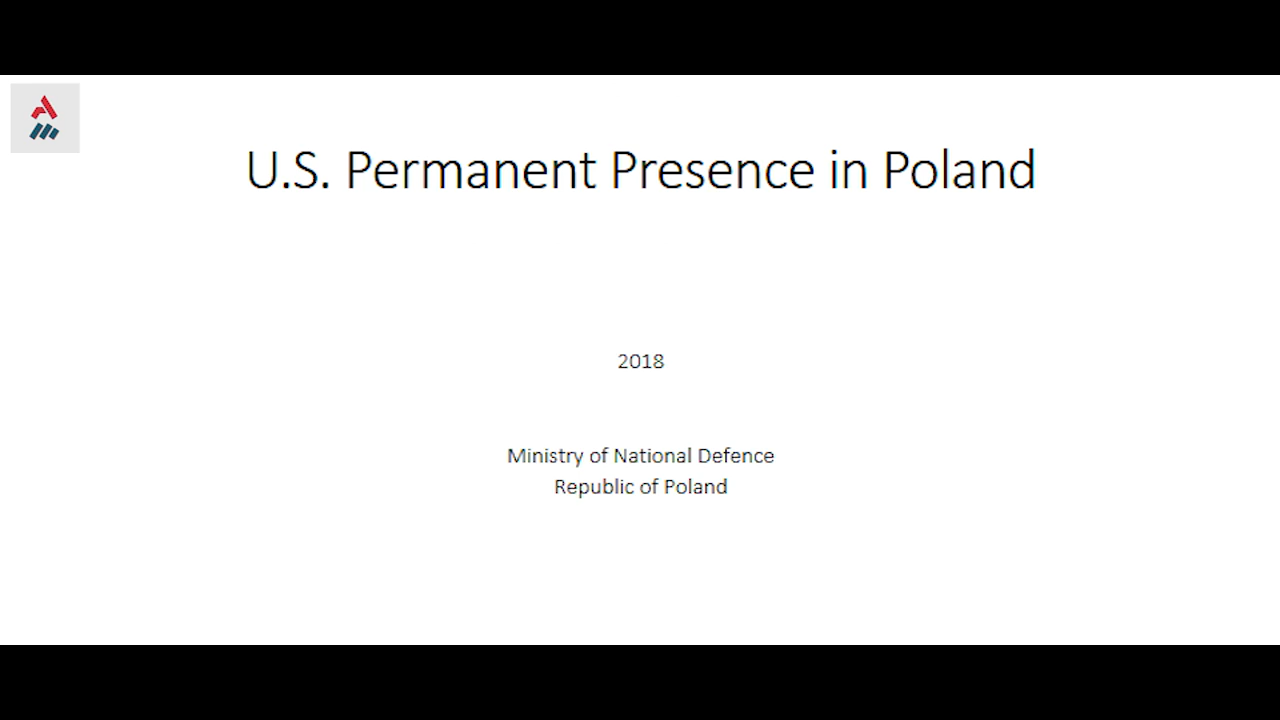 U.S. Permanent Presence in Poland
2018
Ministry of National Defence
Republic of Poland